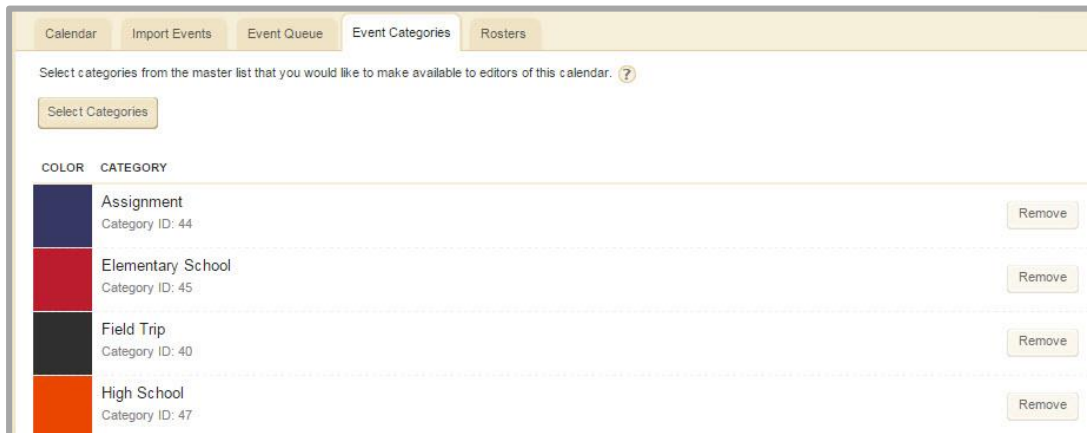 Calendar Import Events Event Queue Event Categories Rosters
Select categories from the master list that you would like to make available to editors of this calendar. ?
Select Categories
COLOR CATEGORY
Assignment
Category ID: 44
Remove
Elementary School
Category ID: 45
Remove
Field Trip
Category ID: 40
Remove
High School
Category ID: 47
Remove